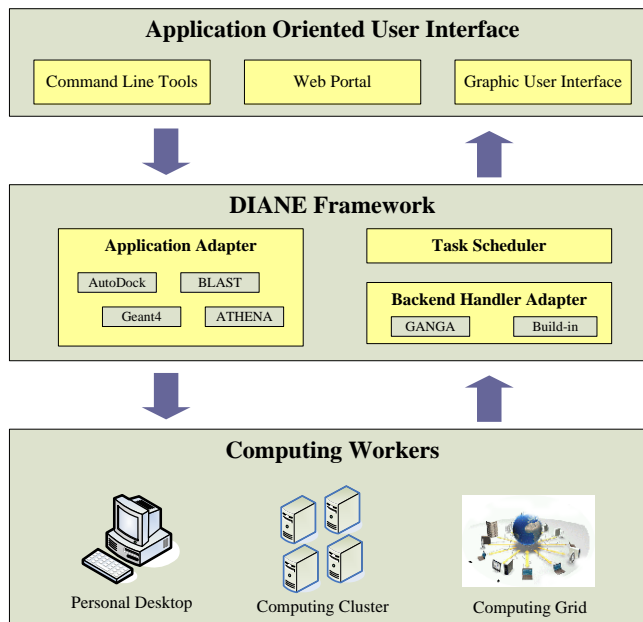 Application Oriented User Interface
Command Line Tools
Web Portal
Graphic User Interface
DIANE Framework
Application Adapter
AutoDock
BLAST
Geant4
ATHENA
Task Scheduler
Backend Handler Adapter
GANGA
Build-in
Computing Workers
Personal Desktop
Computing Cluster
Computing Grid